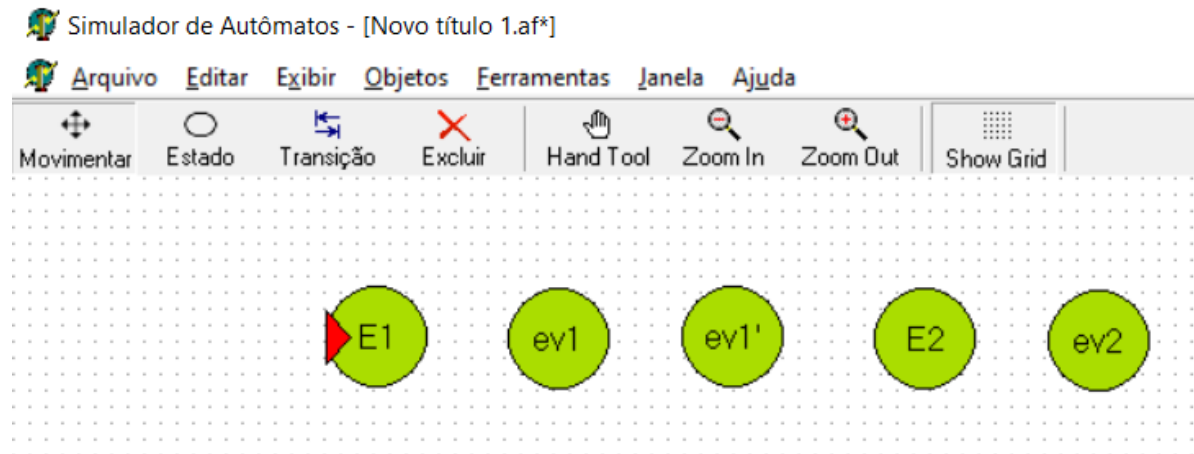 Simulador de Autômatos - [Novo título 1.af*]
Arquivo Editar Exibir Objetos Ferramentas Janela Ajuda
Movimentar Estado Transição Excluir Hand Tool Zoom In Zoom Out Show Grid
E1 ev1 ev1' E2 ev2